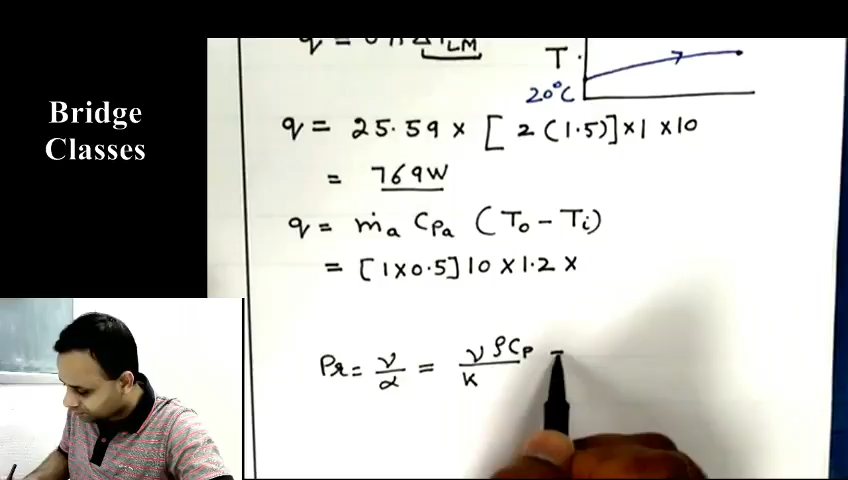 Bridge
Classes
LM
T
20°C
q = 25.59 × [ 2 (1.5)] ×1 ×10
= 769W
q = ṁa Cpa (To − Ti)
= [1×0.5] 10 ×1.2 ×
Pr = ν/α = νρCp/K =